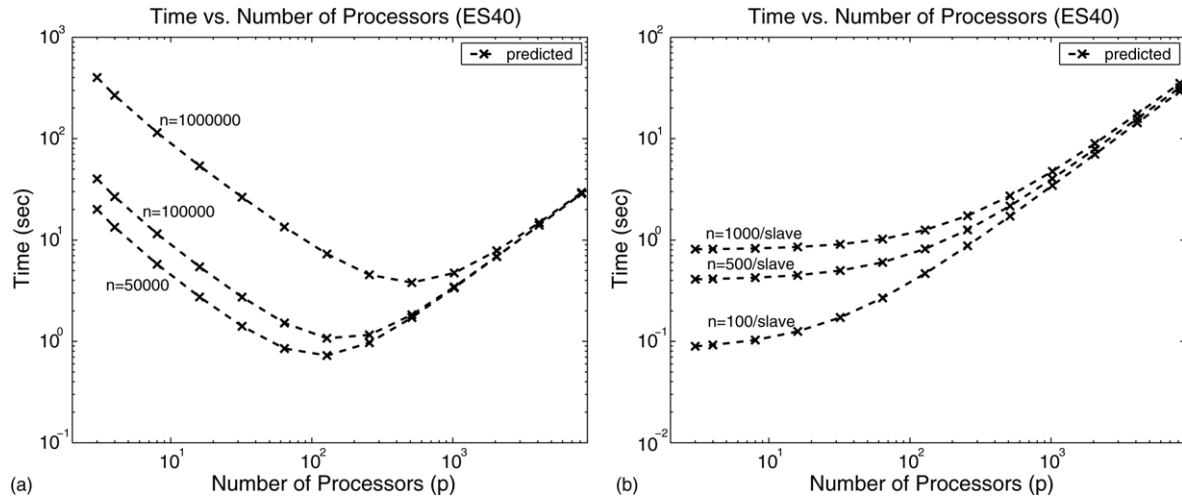 Time vs. Number of Processors (ES40)
10^3
10^2
10^1
10^0
10^-1
Time (sec)
predicted
n=1000000
n=100000
n=50000
10^1
10^2
10^3
(a)
Number of Processors (p)
Time vs. Number of Processors (ES40)
10^2
10^1
10^0
10^-1
10^-2
Time (sec)
predicted
n=1000/slave
n=500/slave
n=100/slave
10^1
10^2
10^3
(b)
Number of Processors (p)